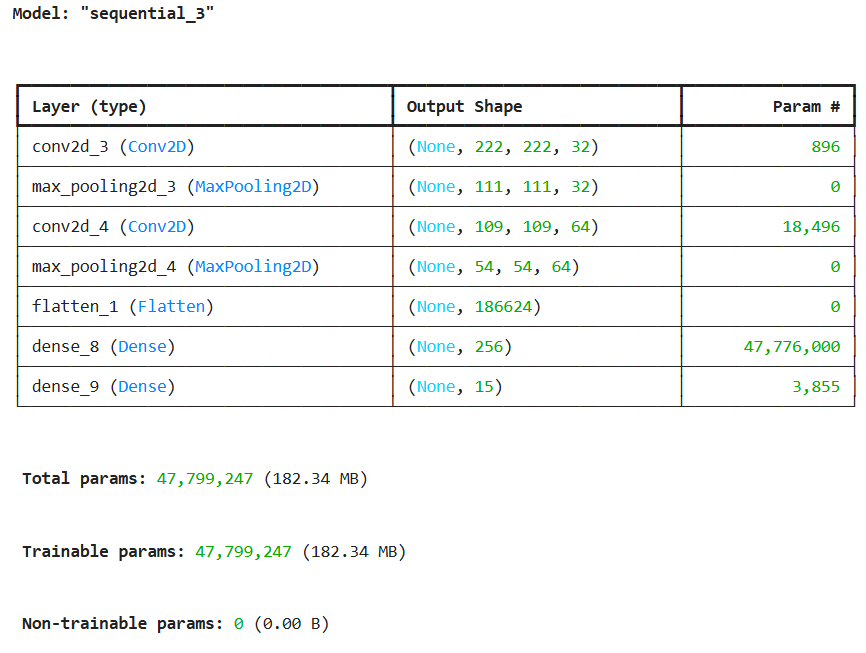 Model: "sequential_3"
Layer (type) Output Shape Param #
conv2d_3 (Conv2D) (None, 222, 222, 32) 896
max_pooling2d_3 (MaxPooling2D) (None, 111, 111, 32) 0
conv2d_4 (Conv2D) (None, 109, 109, 64) 18,496
max_pooling2d_4 (MaxPooling2D) (None, 54, 54, 64) 0
flatten_1 (Flatten) (None, 186624) 0
dense_8 (Dense) (None, 256) 47,776,000
dense_9 (Dense) (None, 15) 3,855
Total params: 47,799,247 (182.34 MB)
Trainable params: 47,799,247 (182.34 MB)
Non-trainable params: 0 (0.00 B)